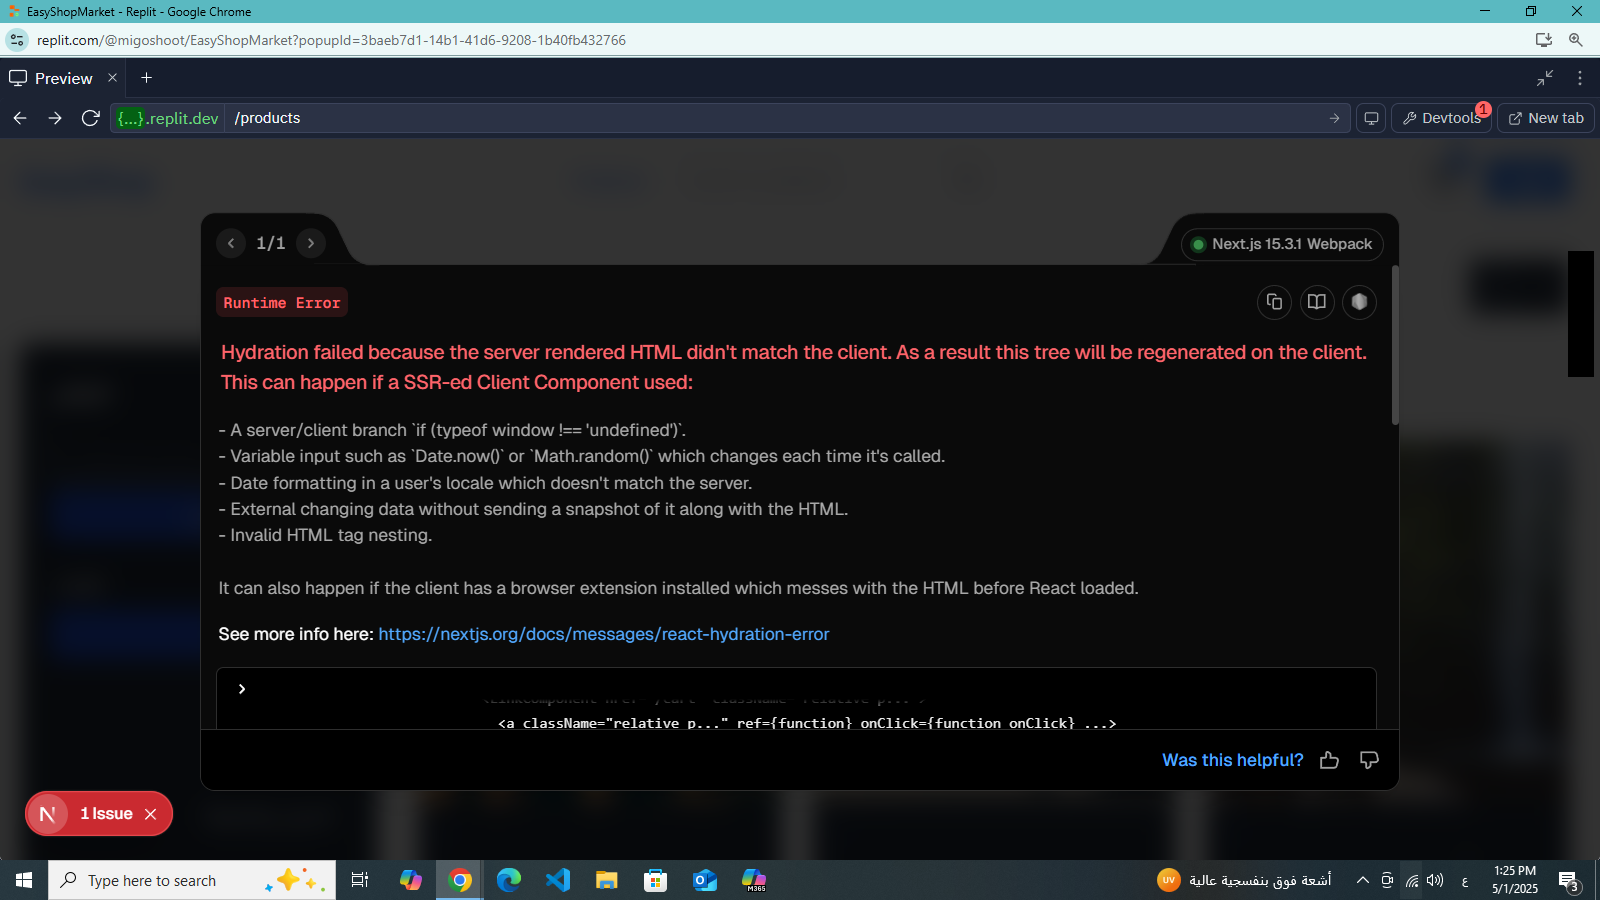 EasyShopMarket - Replit - Google Chrome
replit.com/@migoshoot/EasyShopMarket?popupId=3baeb7d1-14b1-41d6-9208-1b40fb432766
Preview
{...}.replit.dev /products
Devtools 1
New tab
1/1
Next.js 15.3.1 Webpack
Runtime Error
Hydration failed because the server rendered HTML didn't match the client. As a result this tree will be regenerated on the client.
This can happen if a SSR-ed Client Component used:
- A server/client branch `if (typeof window !== 'undefined')`.
- Variable input such as `Date.now()` or `Math.random()` which changes each time it's called.
- Date formatting in a user's locale which doesn't match the server.
- External changing data without sending a snapshot of it along with the HTML.
- Invalid HTML tag nesting.
It can also happen if the client has a browser extension installed which messes with the HTML before React loaded.
See more info here: https://nextjs.org/docs/messages/react-hydration-error
<a className="relative p..." ref={function} onClick={function onClick} ...>
Was this helpful?
N 1 Issue
Type here to search
M365
UV
أشعة فوق بنفسجية عالية
ع
1:25 PM
5/1/2025
3